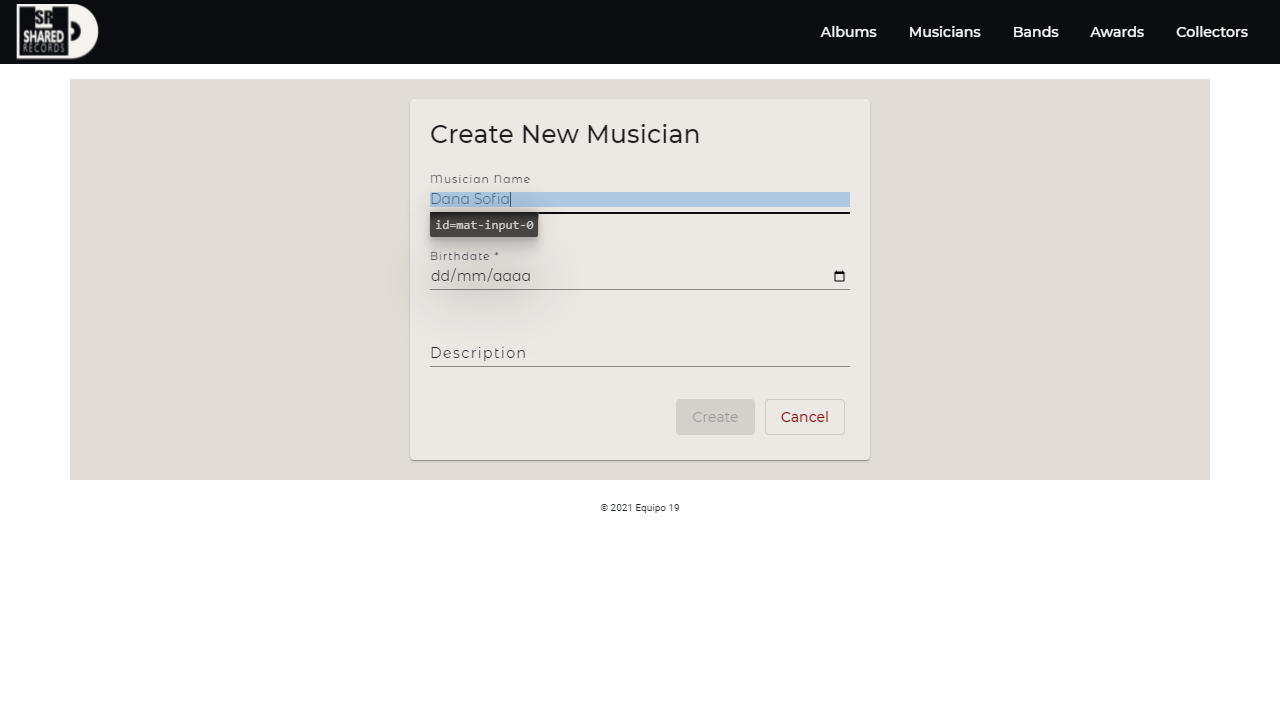 SR
SHARED
RECORDS
Albums
Musicians
Bands
Awards
Collectors
Create New Musician
Musician Name
Dana Sofia
id=mat-input-0
Birthdate *
dd/mm/aaaa
Description
Create
Cancel
© 2021 Equipo 19